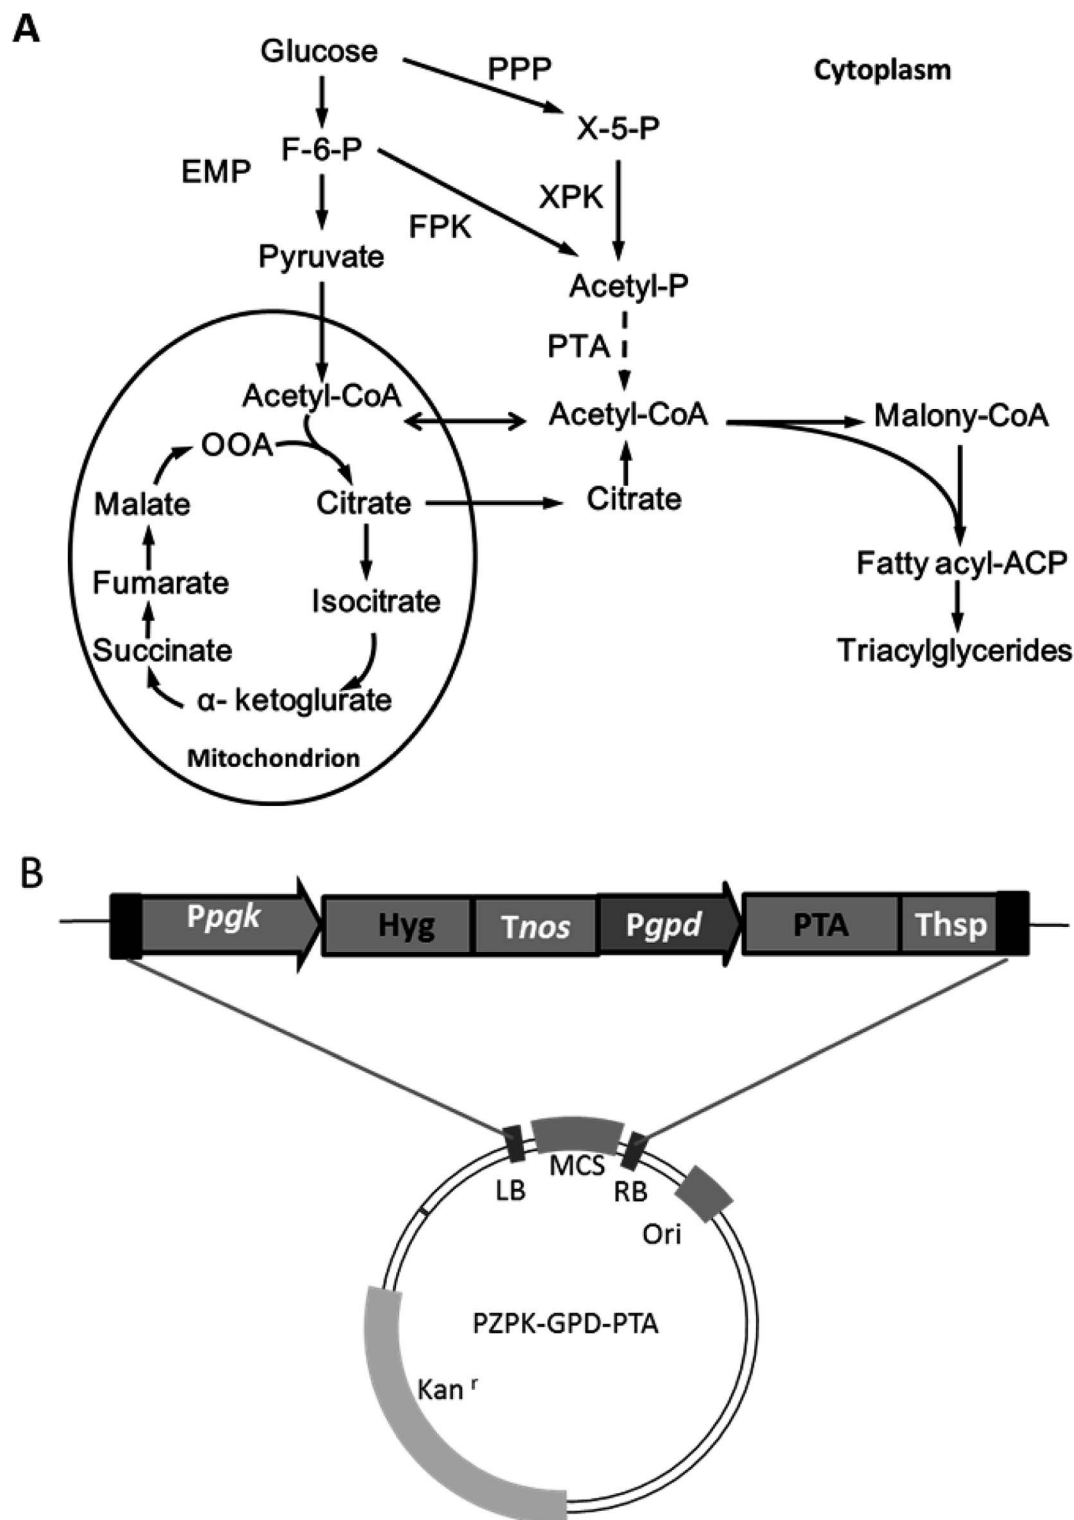 A
Glucose
PPP
Cytoplasm
X-5-P
F-6-P
EMP
XPK
FPK
Pyruvate
Acetyl-P
PTA
Acetyl-CoA
Acetyl-CoA
Malony-CoA
OOA
Malate
Citrate
Citrate
Fumarate
Fatty acyl-ACP
Isocitrate
Succinate
Triacylglycerides
α- ketoglurate
Mitochondrion
B
Ppgk
Hyg
Tnos
Pgpd
PTA
Thsp
MCS
LB
RB
Ori
PZPK-GPD-PTA
Kan r